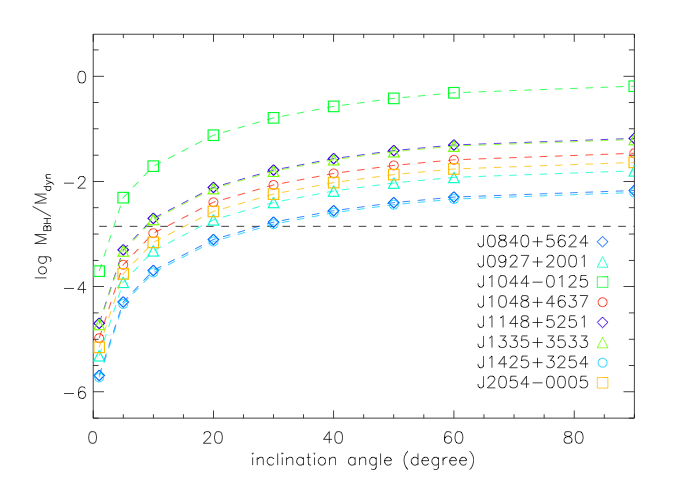 0
−2
−4
−6
log M_BH/M_dyn
J0840+5624
J0927+2001
J1044−0125
J1048+4637
J1148+5251
J1335+3533
J1425+3254
J2054−0005
0 20 40 60 80
inclination angle (degree)